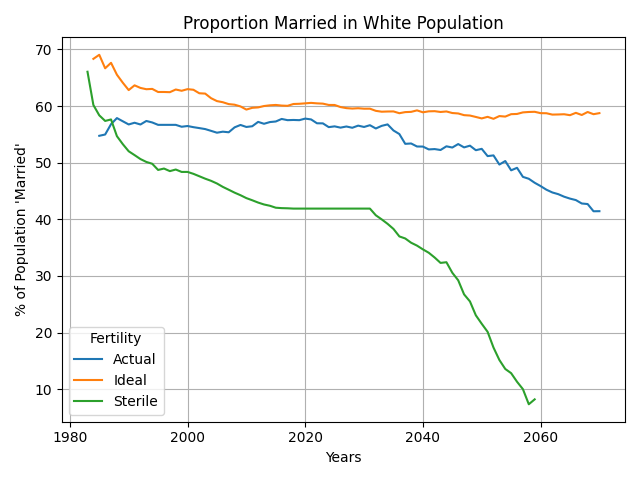 Proportion Married in White Population
% of Population 'Married'
70
60
50
40
30
20
10
Fertility
Actual
Ideal
Sterile
1980
2000
2020
2040
2060
Years